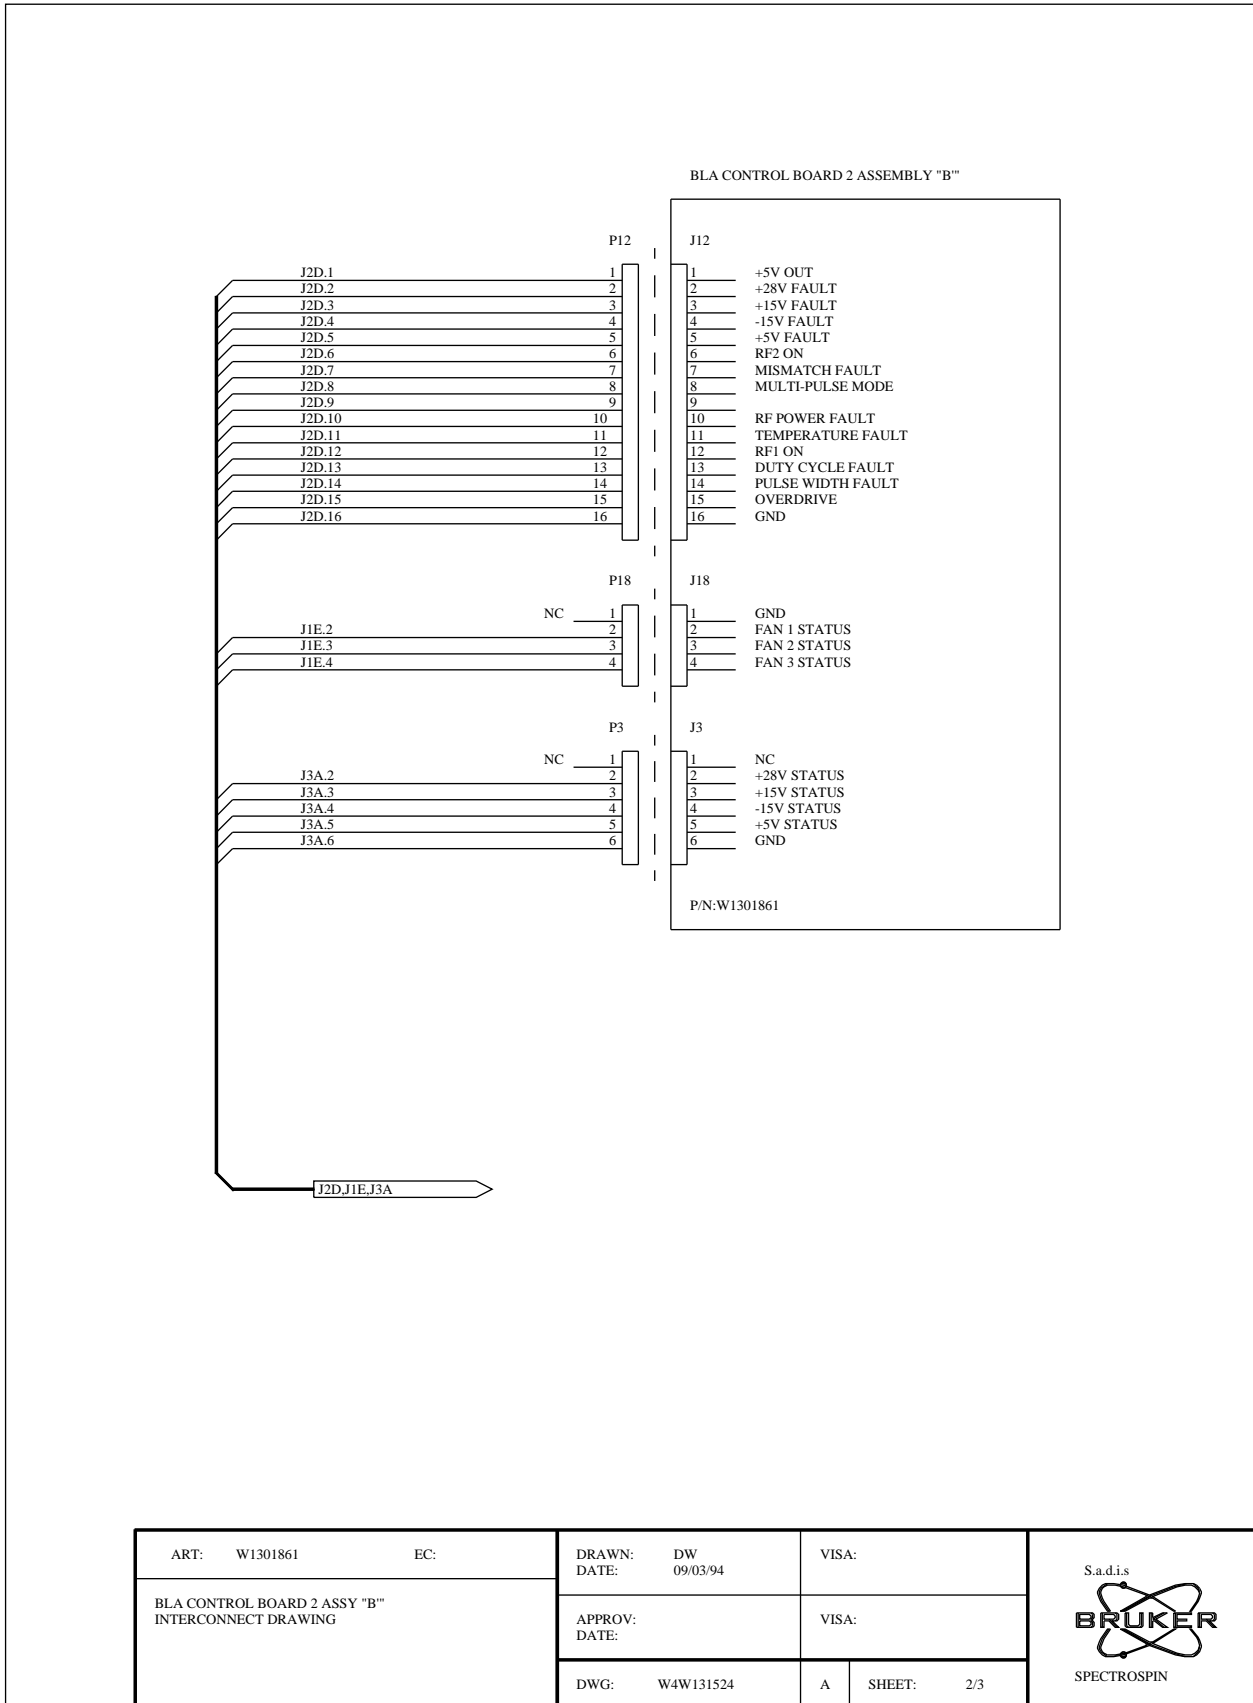 BLA CONTROL BOARD 2 ASSEMBLY "B'"
P12 J12
J2D.1 1 1 +5V OUT
J2D.2 2 2 +28V FAULT
J2D.3 3 3 +15V FAULT
J2D.4 4 4 -15V FAULT
J2D.5 5 5 +5V FAULT
J2D.6 6 6 RF2 ON
J2D.7 7 7 MISMATCH FAULT
J2D.8 8 8 MULTI-PULSE MODE
J2D.9 9 9
J2D.10 10 10 RF POWER FAULT
J2D.11 11 11 TEMPERATURE FAULT
J2D.12 12 12 RF1 ON
J2D.13 13 13 DUTY CYCLE FAULT
J2D.14 14 14 PULSE WIDTH FAULT
J2D.15 15 15 OVERDRIVE
J2D.16 16 16 GND
P18 J18
NC 1 1 GND
J1E.2 2 2 FAN 1 STATUS
J1E.3 3 3 FAN 2 STATUS
J1E.4 4 4 FAN 3 STATUS
P3 J3
NC 1 1 NC
J3A.2 2 2 +28V STATUS
J3A.3 3 3 +15V STATUS
J3A.4 4 4 -15V STATUS
J3A.5 5 5 +5V STATUS
J3A.6 6 6 GND
P/N:W1301861
J2D,J1E,J3A
ART: W1301861 EC:
BLA CONTROL BOARD 2 ASSY "B'"
INTERCONNECT DRAWING
DRAWN: DW
DATE: 09/03/94
VISA:
APPROV:
DATE:
VISA:
DWG: W4W131524 A SHEET: 2/3
S.a.d.i.s
BRUKER
SPECTROSPIN